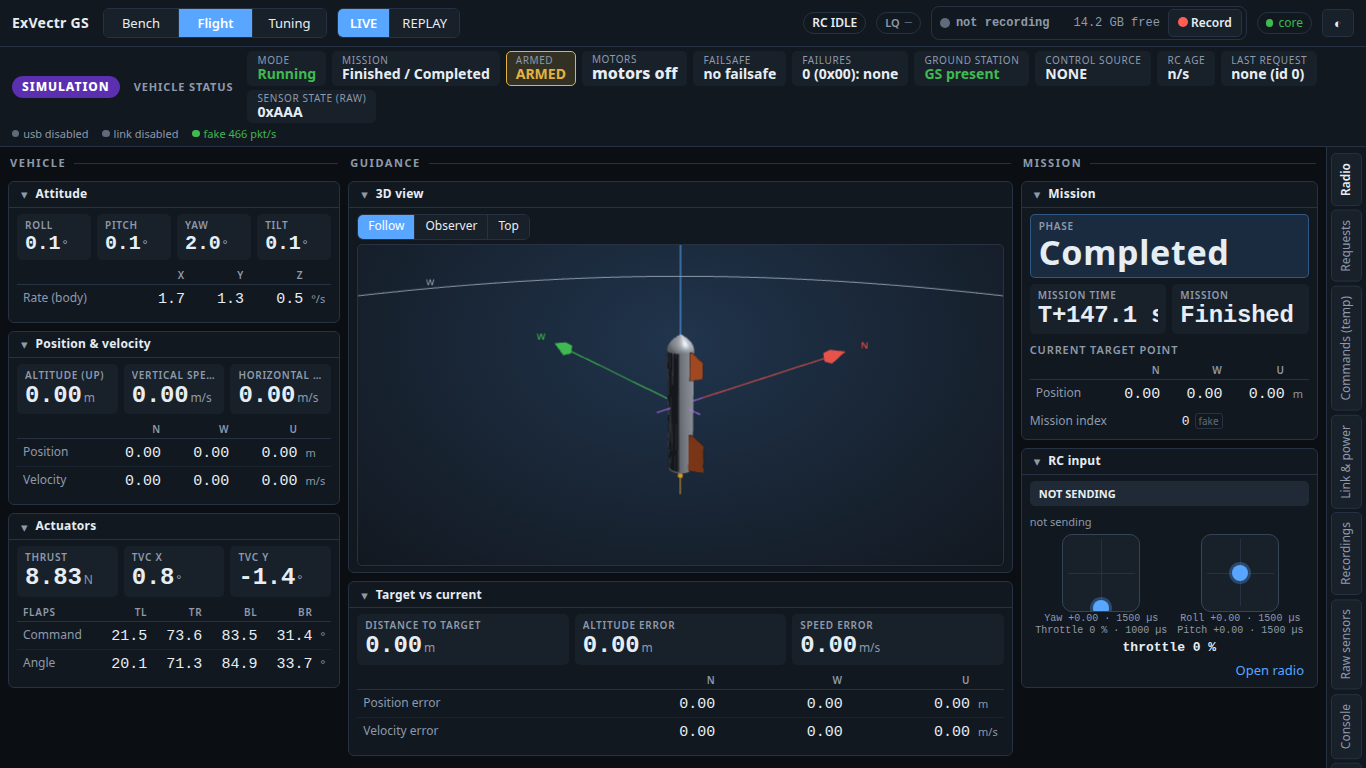 ExVectr GS Bench Flight Tuning LIVE REPLAY RC IDLE LQ — not recording 14.2 GB free Record core
SIMULATION VEHICLE STATUS
MODE MISSION ARMED MOTORS FAILSAFE FAILURES GROUND STATION CONTROL SOURCE RC AGE LAST REQUEST
Running Finished / Completed ARMED motors off no failsafe 0 (0x00): none GS present NONE n/s none (id 0)
SENSOR STATE (RAW)
0xAAA
usb disabled link disabled fake 466 pkt/s
VEHICLE
▼ Attitude
ROLL PITCH YAW TILT
0.1° 0.1° 2.0° 0.1°
X Y Z
Rate (body) 1.7 1.3 0.5 °/s
▼ Position & velocity
ALTITUDE (UP) VERTICAL SPE… HORIZONTAL …
0.00 m 0.00 m/s 0.00 m/s
N W U
Position 0.00 0.00 0.00 m
Velocity 0.00 0.00 0.00 m/s
▼ Actuators
THRUST TVC X TVC Y
8.83 N 0.8° -1.4°
FLAPS TL TR BL BR
Command 21.5 73.6 83.5 31.4 °
Angle 20.1 71.3 84.9 33.7 °
GUIDANCE
▼ 3D view
Follow Observer Top
W
W
N
▼ Target vs current
DISTANCE TO TARGET ALTITUDE ERROR SPEED ERROR
0.00 m 0.00 m 0.00 m/s
N W U
Position error 0.00 0.00 0.00 m
Velocity error 0.00 0.00 0.00 m/s
MISSION
▼ Mission
PHASE
Completed
MISSION TIME MISSION
T+147.1 s Finished
CURRENT TARGET POINT
N W U
Position 0.00 0.00 0.00 m
Mission index 0 fake
▼ RC input
NOT SENDING
not sending
Yaw +0.00 · 1500 µs Roll +0.00 · 1500 µs
Throttle 0 % · 1000 µs Pitch +0.00 · 1500 µs
throttle 0 %
Open radio
Radio
Requests
Commands (temp)
Link & power
Recordings
Raw sensors
Console